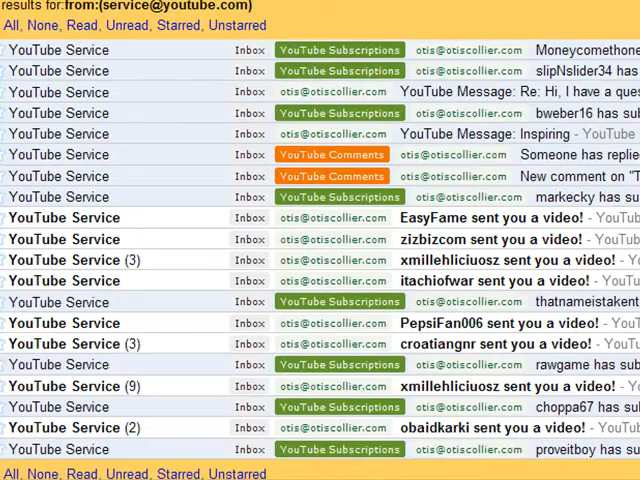 results for:from:(service@youtube.com)
All, None, Read, Unread, Starred, Unstarred
YouTube Service Inbox YouTube Subscriptions otis@otiscollier.com Moneycomethone
YouTube Service Inbox YouTube Subscriptions otis@otiscollier.com slipNslider34 has
YouTube Service Inbox otis@otiscollier.com YouTube Message: Re: Hi, I have a ques
YouTube Service Inbox YouTube Subscriptions otis@otiscollier.com bweber16 has sub
YouTube Service Inbox otis@otiscollier.com YouTube Message: Inspiring - YouTube
YouTube Service Inbox YouTube Comments otis@otiscollier.com Someone has replie
YouTube Service Inbox YouTube Comments otis@otiscollier.com New comment on "T
YouTube Service Inbox YouTube Subscriptions otis@otiscollier.com markecky has su
YouTube Service Inbox otis@otiscollier.com EasyFame sent you a video! - YouTu
YouTube Service Inbox otis@otiscollier.com zizbizcom sent you a video! - YouTub
YouTube Service (3) Inbox otis@otiscollier.com xmillehliciuosz sent you a video! - Yo
YouTube Service Inbox otis@otiscollier.com itachiofwar sent you a video! - YouTu
YouTube Service Inbox YouTube Subscriptions otis@otiscollier.com thatnameistakent
YouTube Service Inbox otis@otiscollier.com PepsiFan006 sent you a video! - YouT
YouTube Service (3) Inbox otis@otiscollier.com croatiangnr sent you a video! - YouTu
YouTube Service Inbox YouTube Subscriptions otis@otiscollier.com rawgame has sub
YouTube Service (9) Inbox otis@otiscollier.com xmillehliciuosz sent you a video! - Yo
YouTube Service Inbox YouTube Subscriptions otis@otiscollier.com choppa67 has sub
YouTube Service (2) Inbox otis@otiscollier.com obaidkarki sent you a video! - YouTu
YouTube Service Inbox YouTube Subscriptions otis@otiscollier.com proveitboy has su
All, None, Read, Unread, Starred, Unstarred